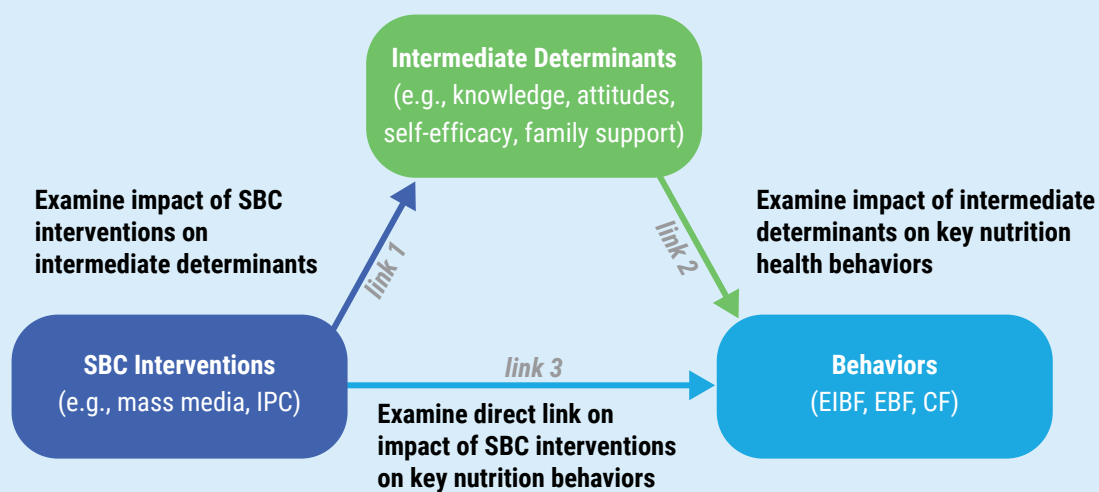 Intermediate Determinants
(e.g., knowledge, attitudes,
self-efficacy, family support)
Examine impact of SBC
interventions on
intermediate determinants
link 1
link 2
Examine impact of intermediate
determinants on key nutrition
health behaviors
SBC Interventions
(e.g., mass media, IPC)
link 3
Examine direct link on
impact of SBC interventions
on key nutrition behaviors
Behaviors
(EIBF, EBF, CF)